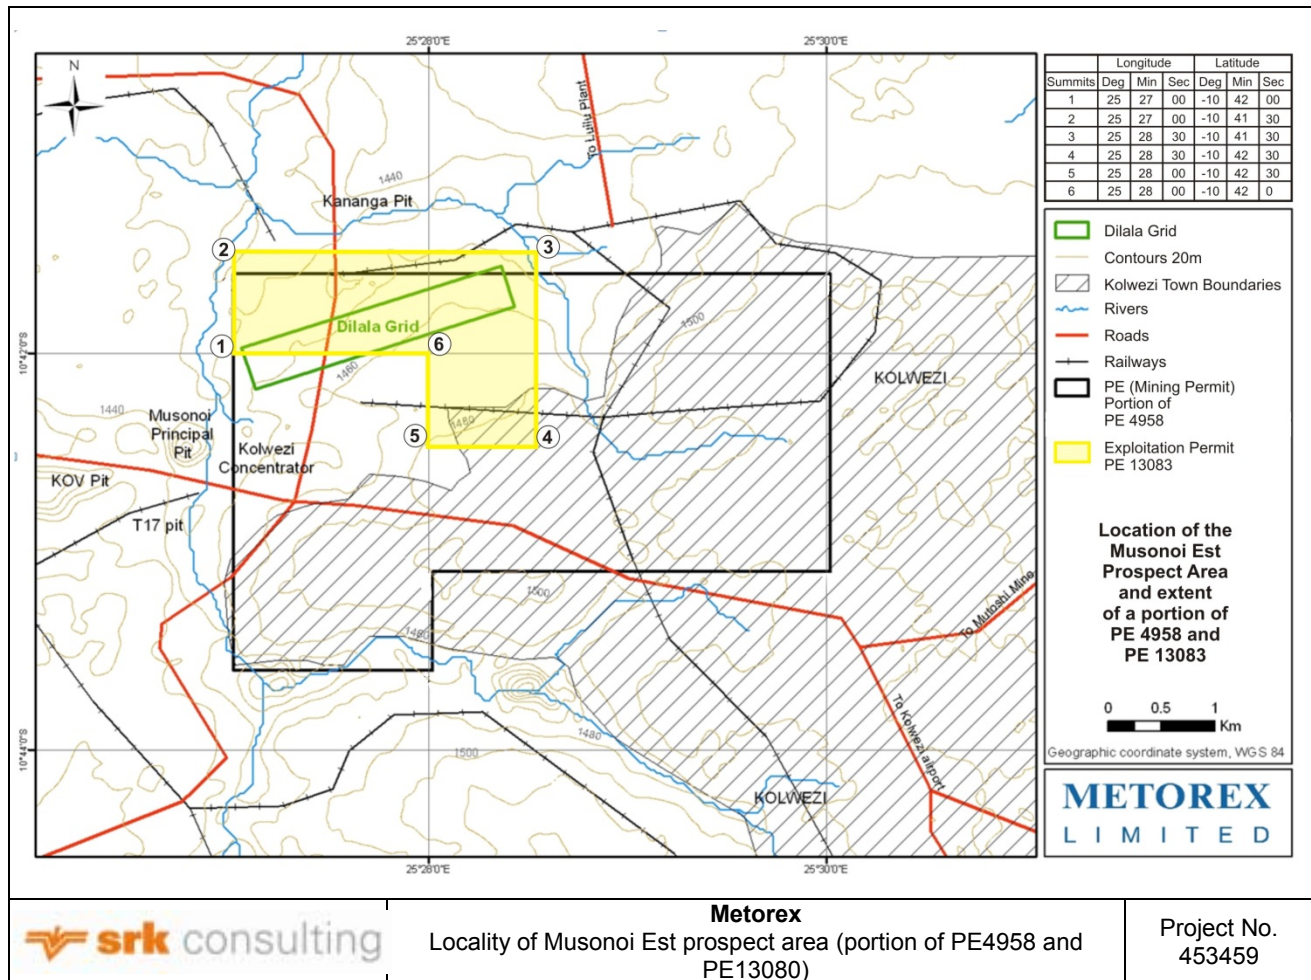 25°28'0"E
25°30'0"E
N
To Luilu Plant
1440
Kananga Pit
2
3
1500
Dilala Grid
1
6
10°42'0"S
1460
KOLWEZI
1440
Musonoi
Principal
Pit
1480
5
4
Kolwezi
Concentrator
KOV Pit
T17 pit
1500
1480
To Mutoshi Mine
To Kolwezi airport
1480
1500
10°44'0"S
KOLWEZI
25°28'0"E
25°30'0"E
Longitude Latitude
Summits Deg Min Sec Deg Min Sec
1 25 27 00 -10 42 00
2 25 27 00 -10 41 30
3 25 28 30 -10 41 30
4 25 28 30 -10 42 30
5 25 28 00 -10 42 30
6 25 28 00 -10 42 0
Dilala Grid
Contours 20m
Kolwezi Town Boundaries
Rivers
Roads
Railways
PE (Mining Permit)
Portion of
PE 4958
Exploitation Permit
PE 13083
Location of the
Musonoi Est
Prospect Area
and extent
of a portion of
PE 4958 and
PE 13083
0 0.5 1
Km
Geographic coordinate system, WGS 84
METOREX
LIMITED
srk consulting
Metorex
Locality of Musonoi Est prospect area (portion of PE4958 and
PE13080)
Project No.
453459